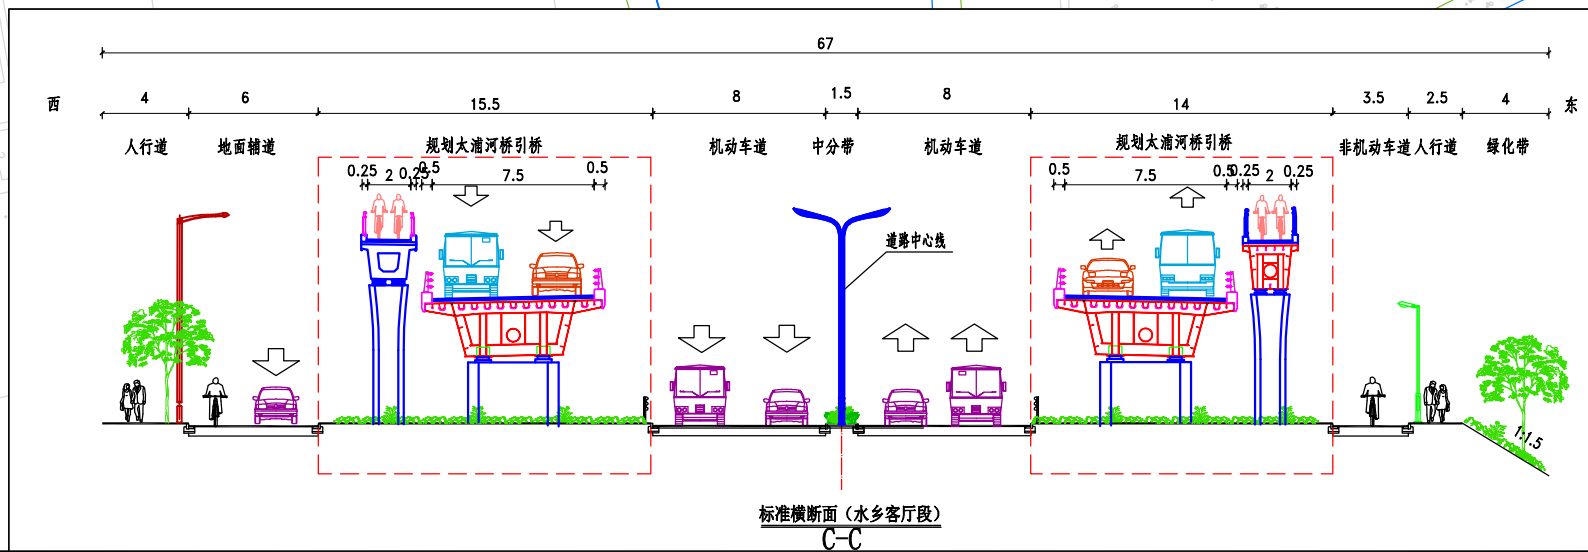 67
西 4 6 15.5 8 1.5 8 14 3.5 2.5 4 东
人行道 地面辅道 规划太浦河桥引桥 机动车道 中分带 机动车道 规划太浦河桥引桥 非机动车道 人行道 绿化带
0.25 2 0.25 0.5 7.5 0.5 0.5 7.5 0.5 0.25 2 0.25
道路中心线
1:1.5
标准横断面（水乡客厅段）
C-C